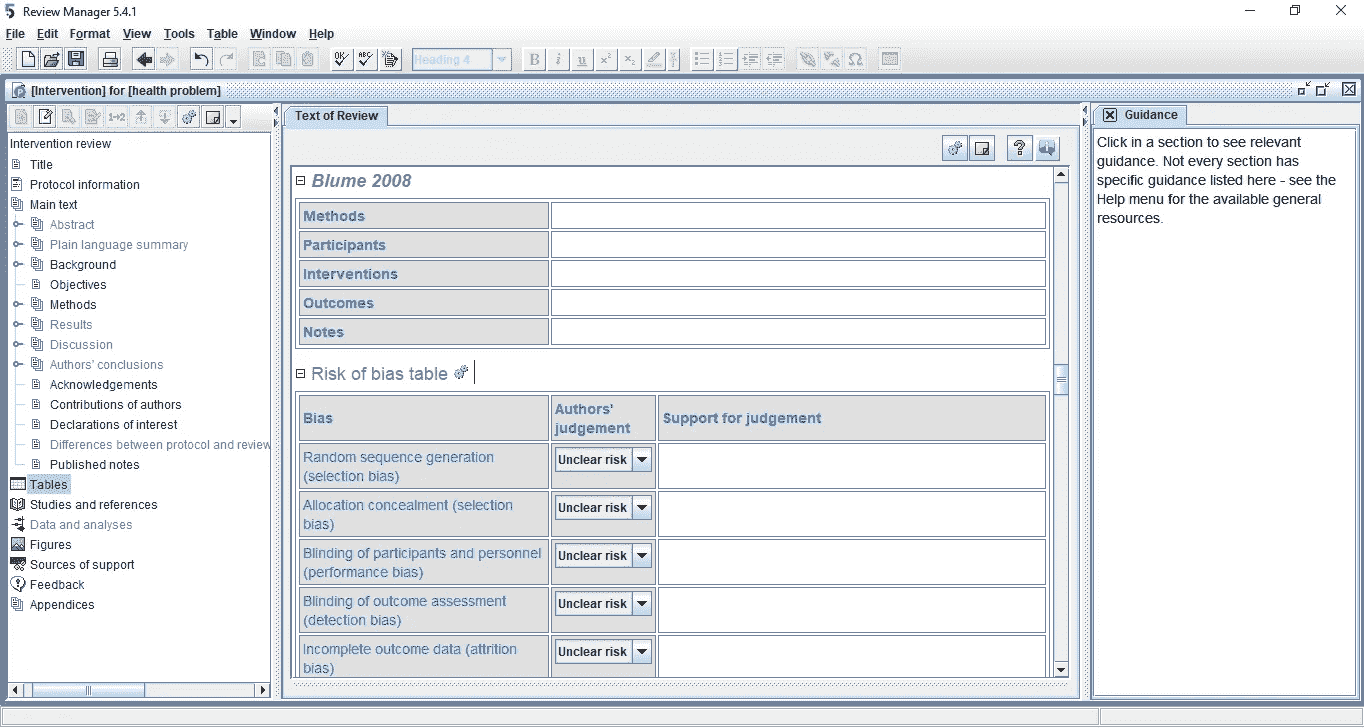 Review Manager 5.4.1
File Edit Format View Tools Table Window Help
Heading 4
B i u x² x₂
[Intervention] for [health problem]
Intervention review
Title
Protocol information
Main text
Abstract
Plain language summary
Background
Objectives
Methods
Results
Discussion
Authors' conclusions
Acknowledgements
Contributions of authors
Declarations of interest
Differences between protocol and review
Published notes
Tables
Studies and references
Data and analyses
Figures
Sources of support
Feedback
Appendices
Text of Review
Blume 2008
Methods
Participants
Interventions
Outcomes
Notes
Risk of bias table
Bias
Authors'
judgement
Support for judgement
Random sequence generation
(selection bias)
Unclear risk
Allocation concealment (selection
bias)
Unclear risk
Blinding of participants and personnel
(performance bias)
Unclear risk
Blinding of outcome assessment
(detection bias)
Unclear risk
Incomplete outcome data (attrition
bias)
Unclear risk
Guidance
Click in a section to see relevant
guidance. Not every section has
specific guidance listed here - see the
Help menu for the available general
resources.